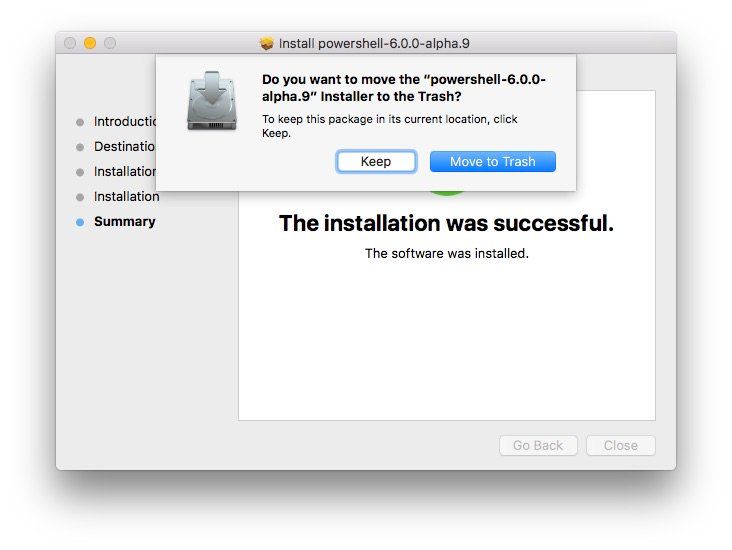 Install powershell-6.0.0-alpha.9
Do you want to move the “powershell-6.0.0-
alpha.9” Installer to the Trash?
To keep this package in its current location, click
Keep.
Keep
Move to Trash
Introductio
Destinatio
Installation
Installation
Summary
The installation was successful.
The software was installed.
Go Back
Close